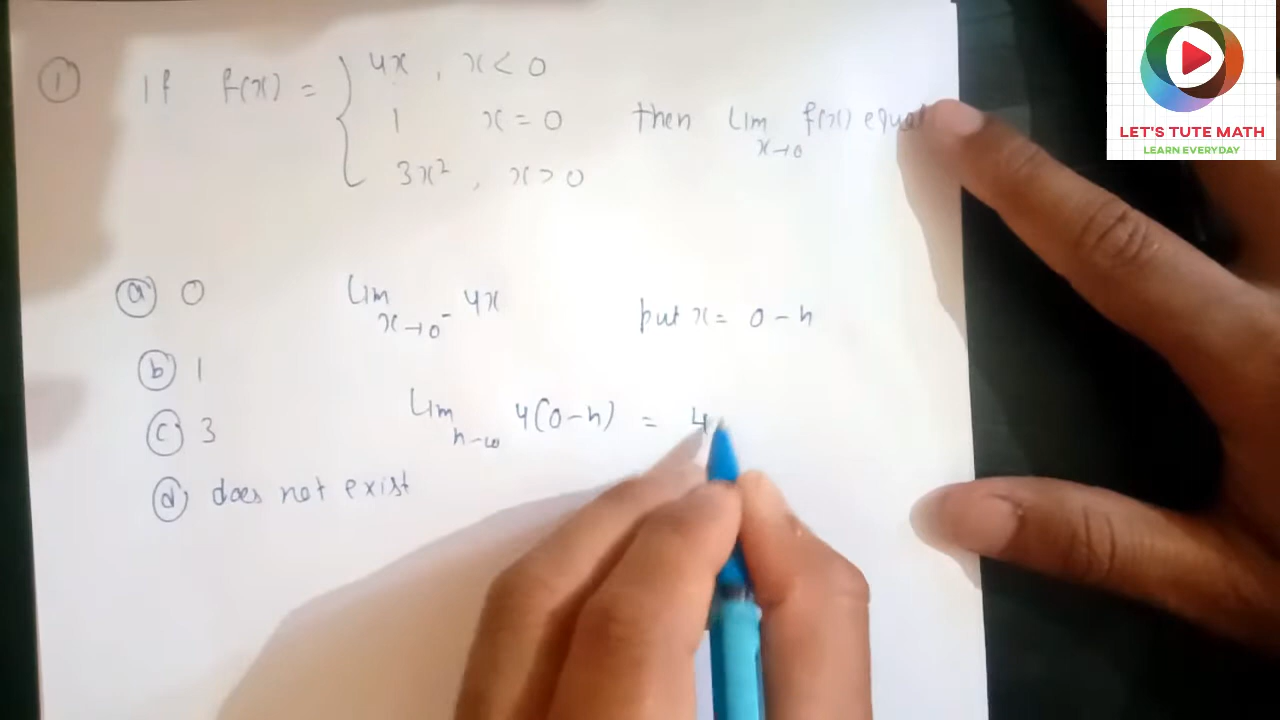 ① If f(x) = { 4x , x < 0
1 x = 0 then Lim f(x) equal
x→0
3x² , x > 0
ⓐ 0 Lim 4x put x = 0 - h
x→0⁻
ⓑ 1
Lim 4(0-h) = 4
h→0
ⓒ 3
ⓓ does not exist
LET'S TUTE MATH
LEARN EVERYDAY